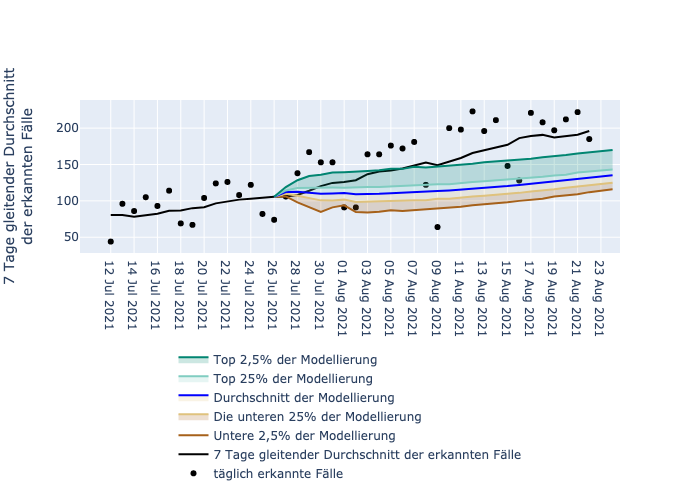 7 Tage gleitender Durchschnitt
der erkannten Fälle
200
150
100
50
12 Jul 2021
14 Jul 2021
16 Jul 2021
18 Jul 2021
20 Jul 2021
22 Jul 2021
24 Jul 2021
26 Jul 2021
28 Jul 2021
30 Jul 2021
01 Aug 2021
03 Aug 2021
05 Aug 2021
07 Aug 2021
09 Aug 2021
11 Aug 2021
13 Aug 2021
15 Aug 2021
17 Aug 2021
19 Aug 2021
21 Aug 2021
23 Aug 2021
Top 2,5% der Modellierung
Top 25% der Modellierung
Durchschnitt der Modellierung
Die unteren 25% der Modellierung
Untere 2,5% der Modellierung
7 Tage gleitender Durchschnitt der erkannten Fälle
täglich erkannte Fälle